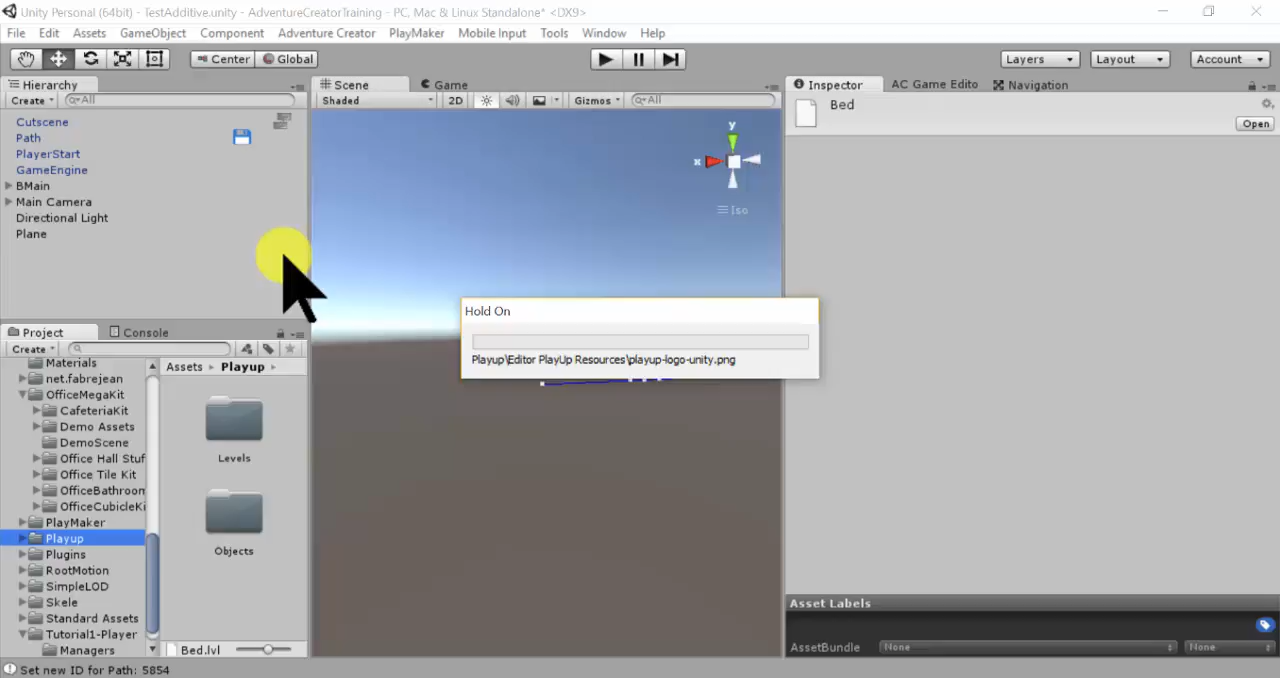 Unity Personal (64bit) - TestAdditive.unity - AdventureCreatorTraining - PC, Mac & Linux Standalone* <DX9>
File Edit Assets GameObject Component Adventure Creator PlayMaker Mobile Input Tools Window Help
Center Global Layers Layout Account
Hierarchy Scene Game Inspector AC Game Edito Navigation
Create All Shaded 2D Gizmos All Bed
Open
Cutscene
Path
PlayerStart
GameEngine
BMain
Main Camera
Directional Light
Plane
y
x
Iso
Hold On
Playup\Editor PlayUp Resources\playup-logo-unity.png
Project Console
Create
Assets Playup
Materials
net.fabrejean
OfficeMegaKit
CafeteriaKit
Demo Assets
DemoScene
Office Hall Stuf
Office Tile Kit
OfficeBathroon
OfficeCubicleKi
PlayMaker
Playup
Plugins
RootMotion
SimpleLOD
Skele
Standard Assets
Tutorial1-Player
Managers
Levels
Objects
Bed.lvl
Asset Labels
AssetBundle None None
Set new ID for Path: 5854